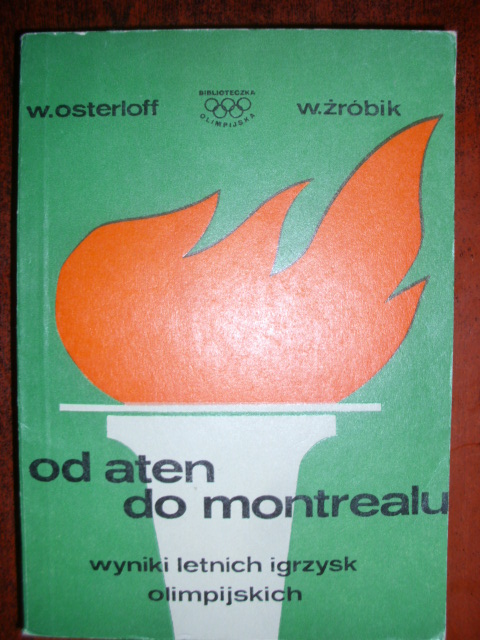 w.osterloff
BIBLIOTECZKA
OLIMPIJSKA
w.żróbik
od aten
do montrealu
wyniki letnich igrzysk
olimpijskich